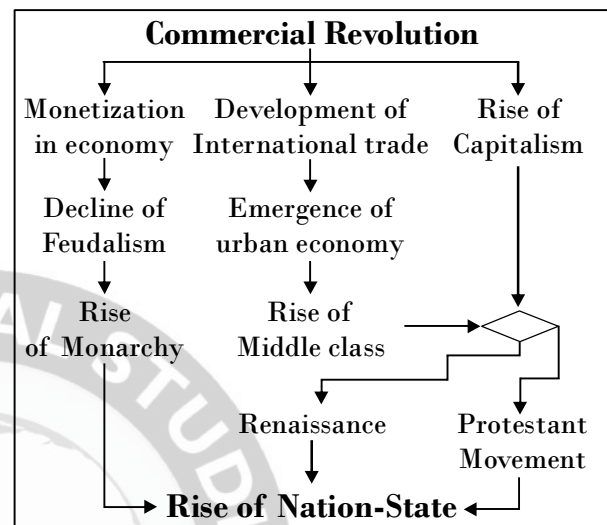 Commercial Revolution
Monetization
in economy
Development of
International trade
Rise of
Capitalism
Decline of
Feudalism
Emergence of
urban economy
Rise
of Monarchy
Rise of
Middle class
Renaissance
Protestant
Movement
Rise of Nation-State